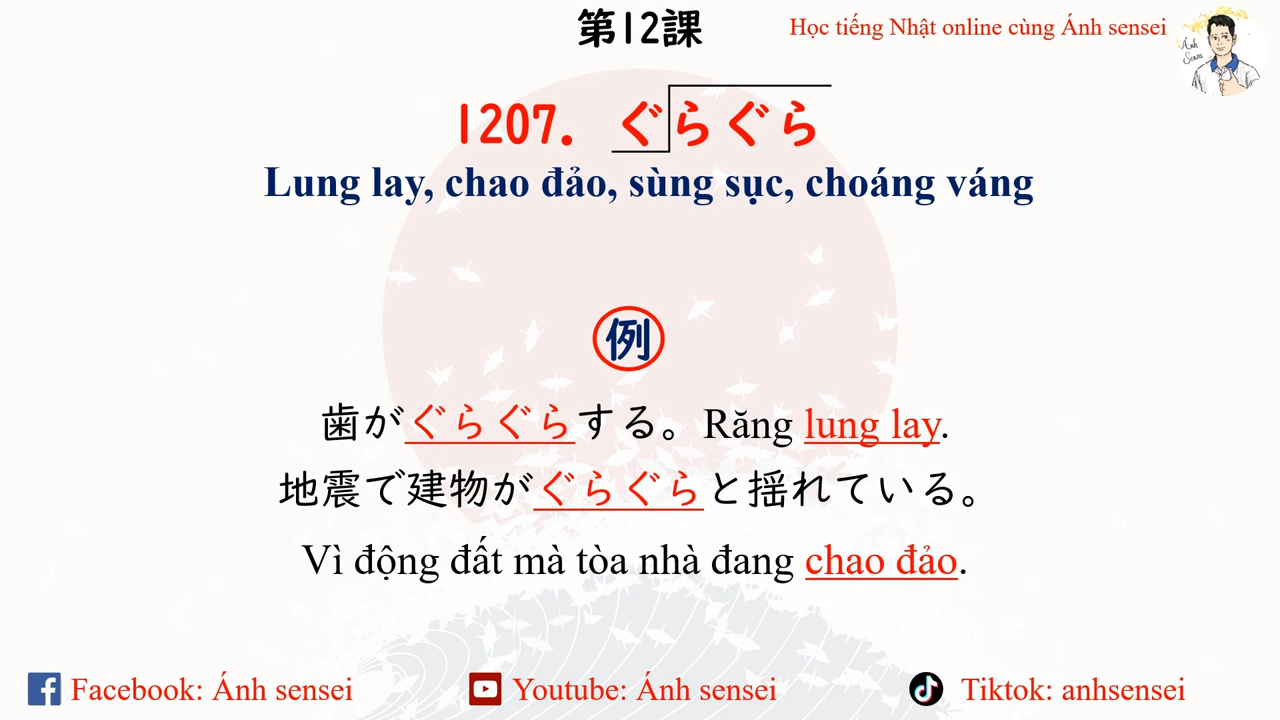 第12課
Học tiếng Nhật online cùng Ánh sensei
Ánh Sensei
1207. ぐらぐら
Lung lay, chao đảo, sùng sục, choáng váng
例
歯がぐらぐらする。Răng lung lay.
地震で建物がぐらぐらと揺れている。
Vì động đất mà tòa nhà đang chao đảo.
Facebook: Ánh sensei
Youtube: Ánh sensei
Tiktok: anhsensei